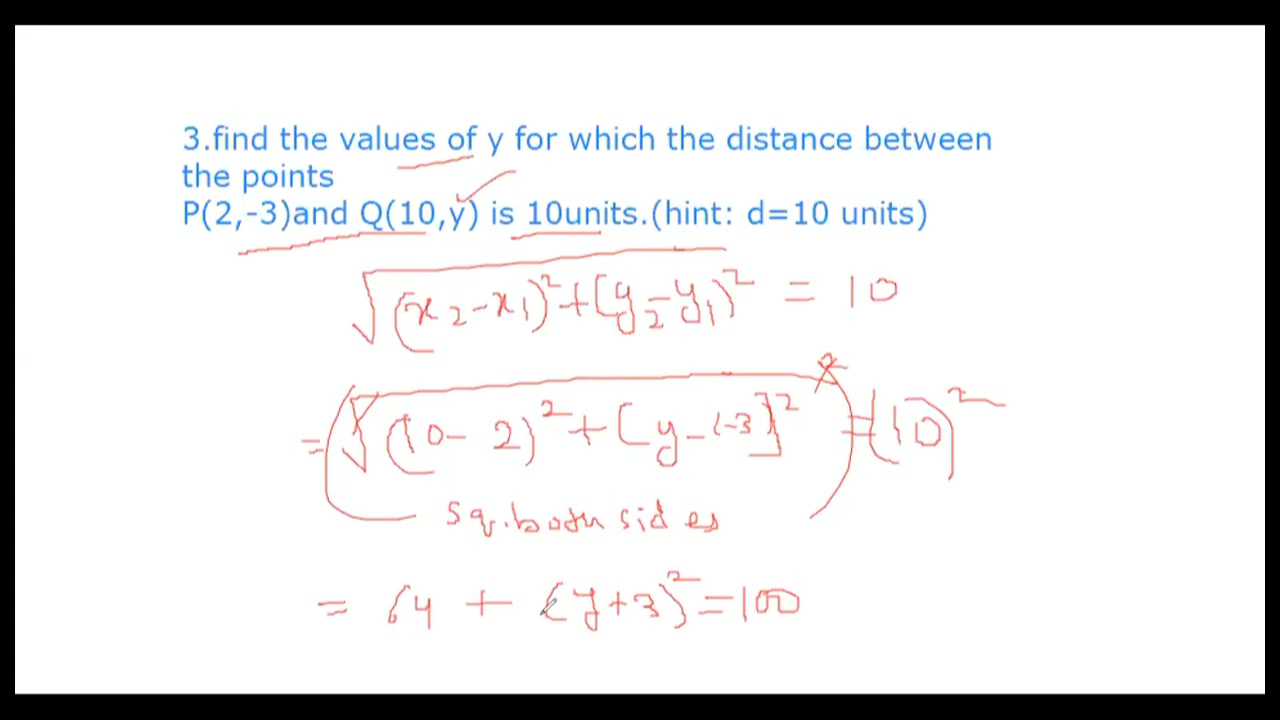 3.find the values of y for which the distance between
the points
P(2,-3)and Q(10,y) is 10units.(hint: d=10 units)
√(x₂-x₁)²+(y₂-y₁)² = 10
=(√(10-2)²+[y-(-3)]²)²=(10)²
sq.both sides
= 64 + (y+3)²=100